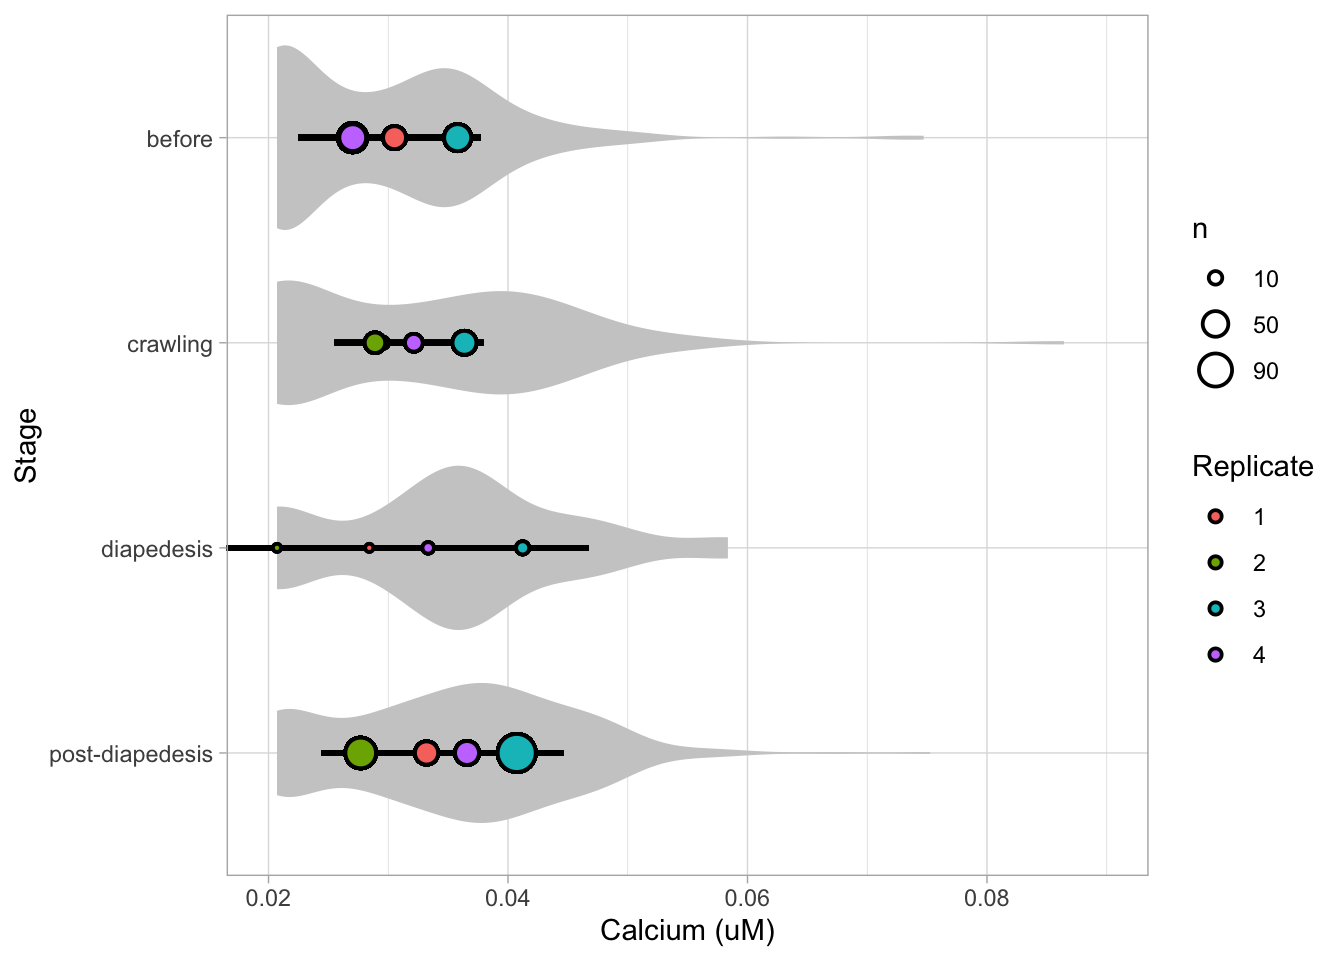 before
crawling
diapedesis
post-diapedesis
Stage
0.02
0.04
0.06
0.08
Calcium (uM)
n
10
50
90
Replicate
1
2
3
4